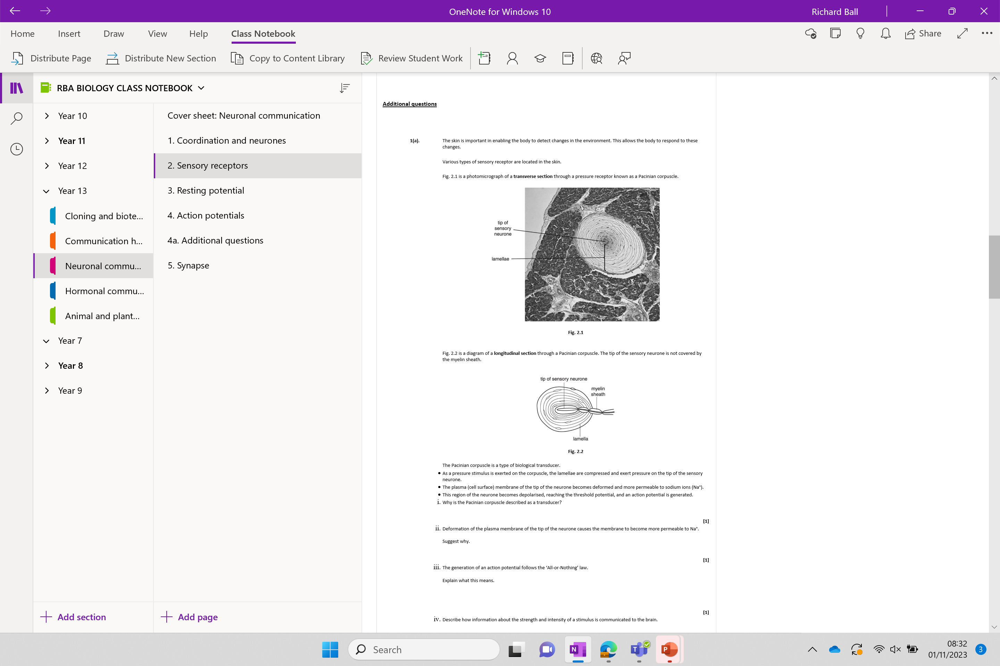 OneNote for Windows 10
Richard Ball
Home Insert Draw View Help Class Notebook
Share
Distribute Page Distribute New Section Copy to Content Library Review Student Work
RBA BIOLOGY CLASS NOTEBOOK
Year 10
Year 11
Year 12
Year 13
Cloning and biote...
Communication h...
Neuronal commu...
Hormonal commu...
Animal and plant...
Year 7
Year 8
Year 9
Add section
Cover sheet: Neuronal communication
1. Coordination and neurones
2. Sensory receptors
3. Resting potential
4. Action potentials
4a. Additional questions
5. Synapse
Add page
Additional questions
1(a). The skin is important in enabling the body to detect changes in the environment. This allows the body to respond to these
changes.
Various types of sensory receptor are located in the skin.
Fig. 2.1 is a photomicrograph of a transverse section through a pressure receptor known as a Pacinian corpuscle.
tip of
sensory
neurone
lamellae
Fig. 2.1
Fig. 2.2 is a diagram of a longitudinal section through a Pacinian corpuscle. The tip of the sensory neurone is not covered by
the myelin sheath.
tip of sensory neurone
myelin
sheath
lamella
Fig. 2.2
The Pacinian corpuscle is a type of biological transducer.
• As a pressure stimulus is exerted on the corpuscle, the lamellae are compressed and exert pressure on the tip of the sensory
neurone.
• The plasma (cell surface) membrane of the tip of the neurone becomes deformed and more permeable to sodium ions (Na⁺).
• This region of the neurone becomes depolarised, reaching the threshold potential, and an action potential is generated.
i. Why is the Pacinian corpuscle described as a transducer?
[1]
ii. Deformation of the plasma membrane of the tip of the neurone causes the membrane to become more permeable to Na⁺.
Suggest why.
[1]
iii. The generation of an action potential follows the ‘All-or-Nothing’ law.
Explain what this means.
[1]
iv. Describe how information about the strength and intensity of a stimulus is communicated to the brain.
Search
N
T
P
08:32
01/11/2023
3